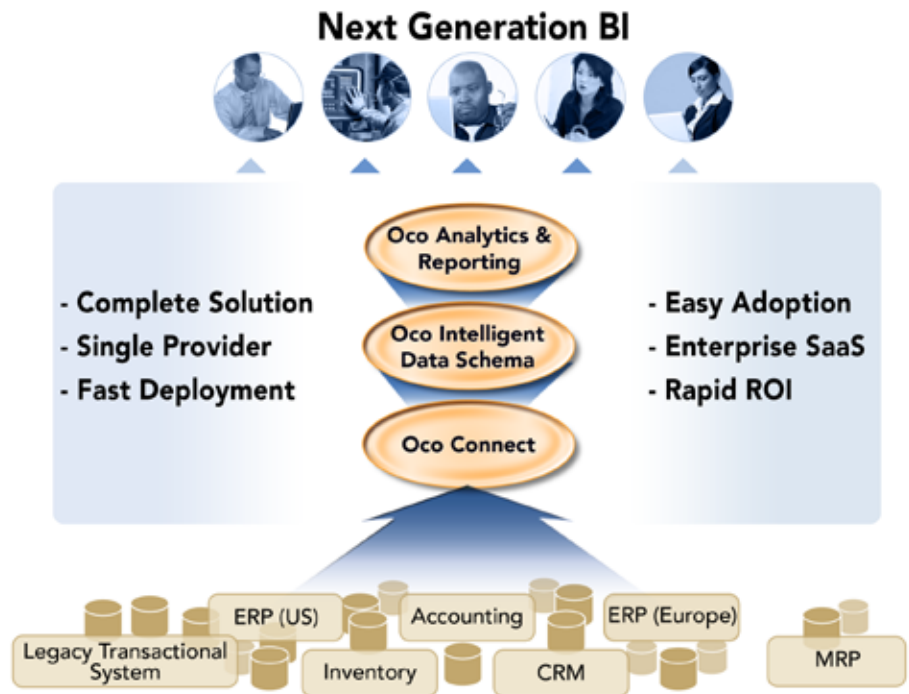 Next Generation BI
Oco Analytics &
Reporting
- Complete Solution
- Single Provider
- Fast Deployment
Oco Intelligent
Data Schema
- Easy Adoption
- Enterprise SaaS
- Rapid ROI
Oco Connect
ERP (US)
Accounting
ERP (Europe)
Legacy Transactional
System
Inventory
CRM
MRP